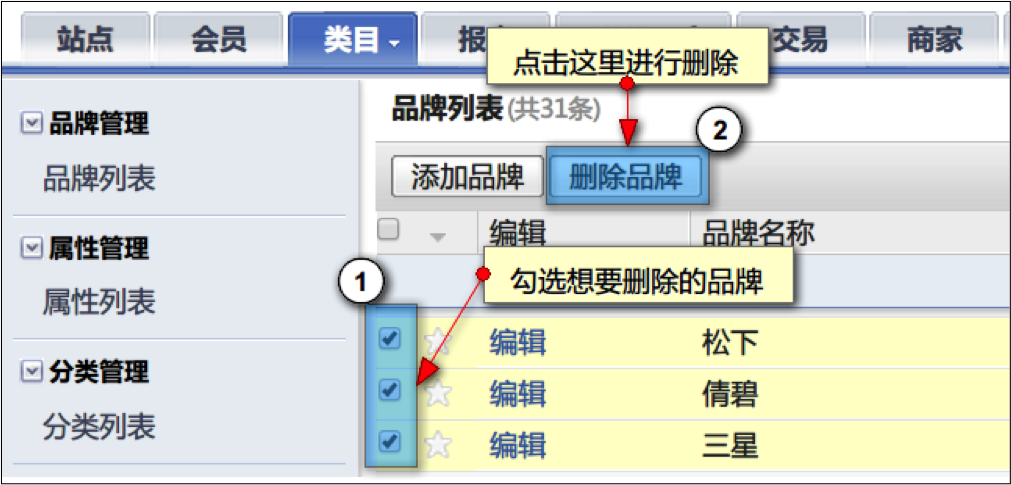 站点 会员 类目 报 交易 商家
点击这里进行删除
品牌管理
品牌列表
属性管理
属性列表
分类管理
分类列表
品牌列表(共31条)
2
添加品牌 删除品牌
编辑 品牌名称
1
勾选想要删除的品牌
编辑 松下
编辑 倩碧
编辑 三星